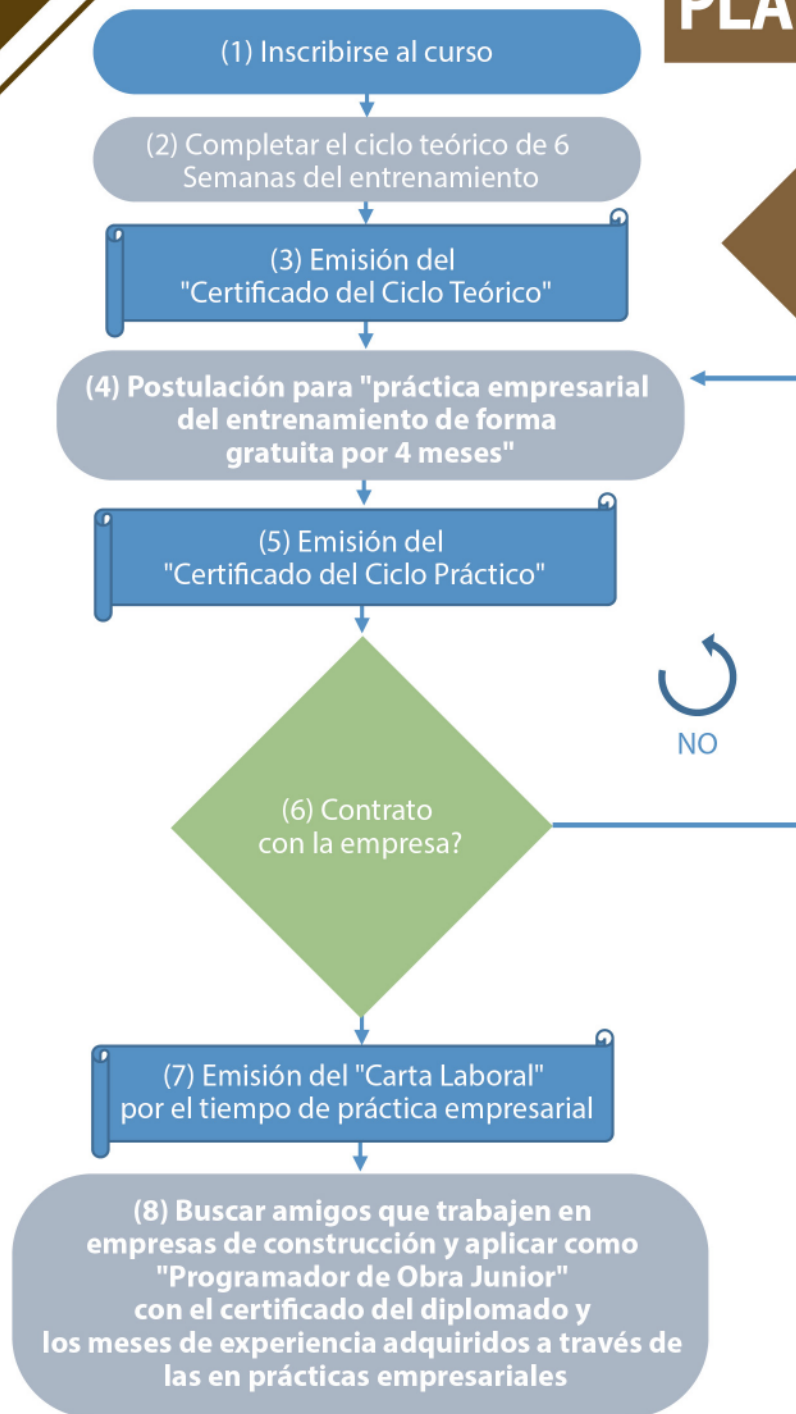 PLA
(1) Inscribirse al curso
(2) Completar el ciclo teórico de 6
Semanas del entrenamiento
(3) Emisión del
"Certificado del Ciclo Teórico"
(4) Postulación para "práctica empresarial
del entrenamiento de forma
gratuita por 4 meses"
(5) Emisión del
"Certificado del Ciclo Práctico"
NO
(6) Contrato
con la empresa?
(7) Emisión del "Carta Laboral"
por el tiempo de práctica empresarial
(8) Buscar amigos que trabajen en
empresas de construcción y aplicar como
"Programador de Obra Junior"
con el certificado del diplomado y
los meses de experiencia adquiridos a través de
las en prácticas empresariales